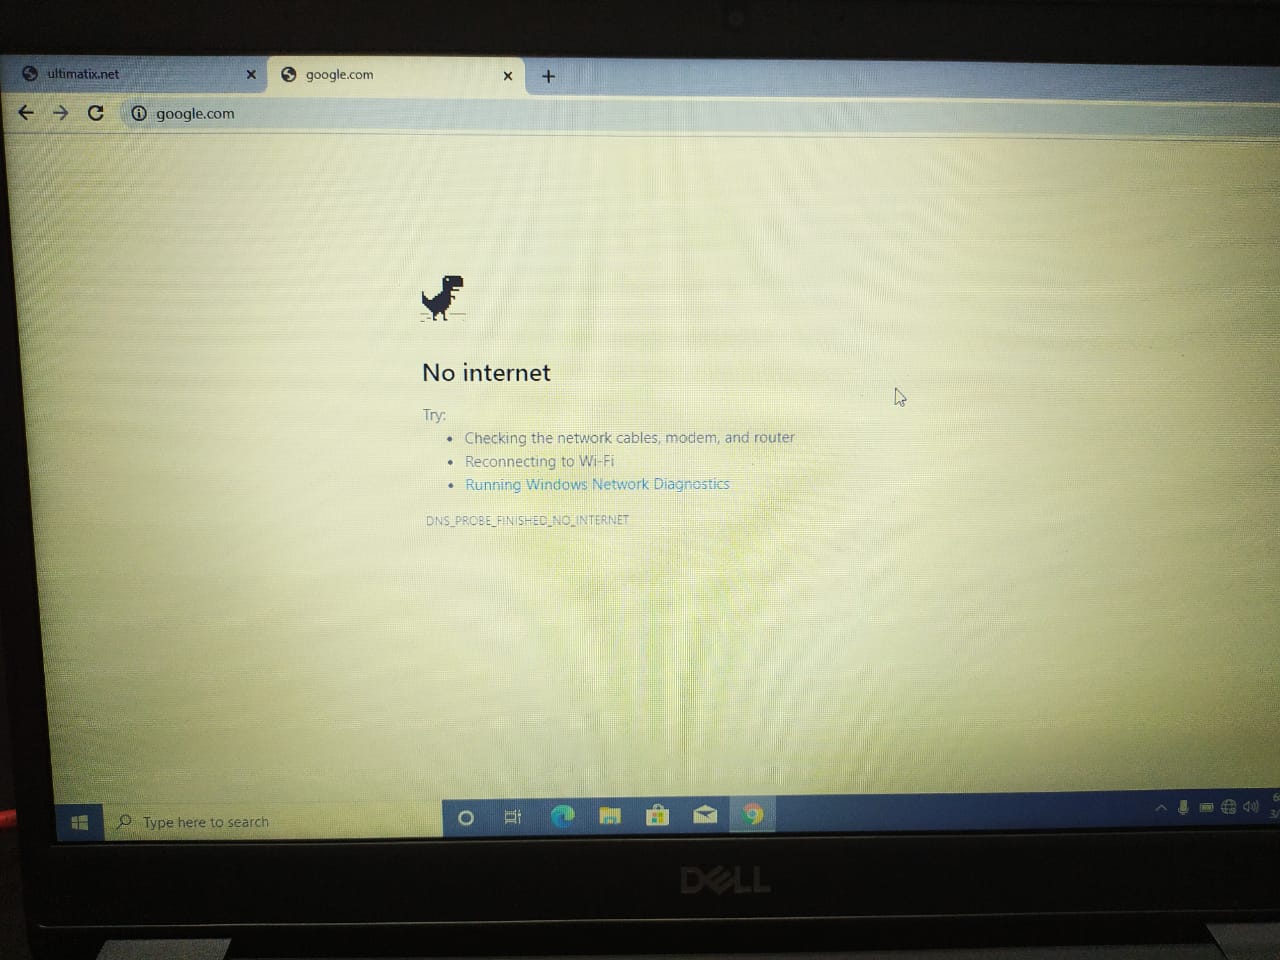 ultimatix.net
google.com
google.com
No internet
Try:
Checking the network cables, modem, and router
Reconnecting to Wi-Fi
Running Windows Network Diagnostics
DNS_PROBE_FINISHED_NO_INTERNET
Type here to search
DELL